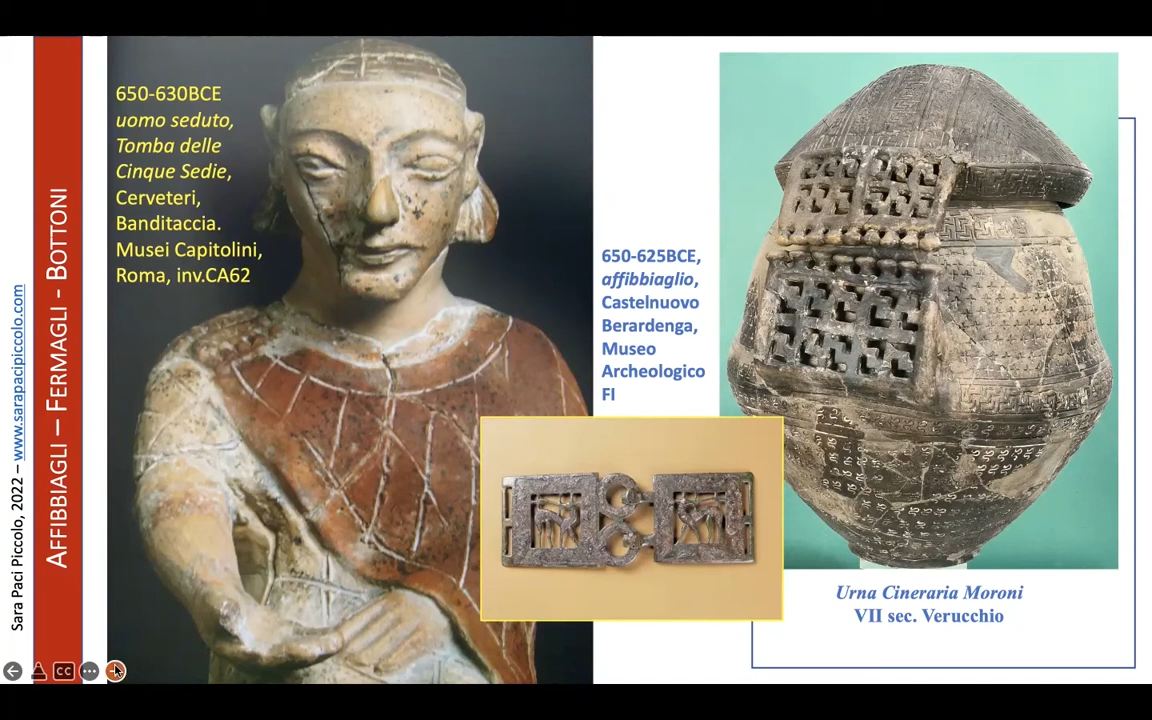 Sara Paci Piccolo, 2022 – www.sarapacipiccolo.com
AFFIBBIAGLI – FERMAGLI - BOTTONI
650-630BCE
uomo seduto,
Tomba delle
Cinque Sedie,
Cerveteri,
Banditaccia.
Musei Capitolini,
Roma, inv.CA62
650-625BCE,
affibbiaglio,
Castelnuovo
Berardenga,
Museo
Archeologico
FI
Urna Cineraria Moroni
VII sec. Verucchio
CC